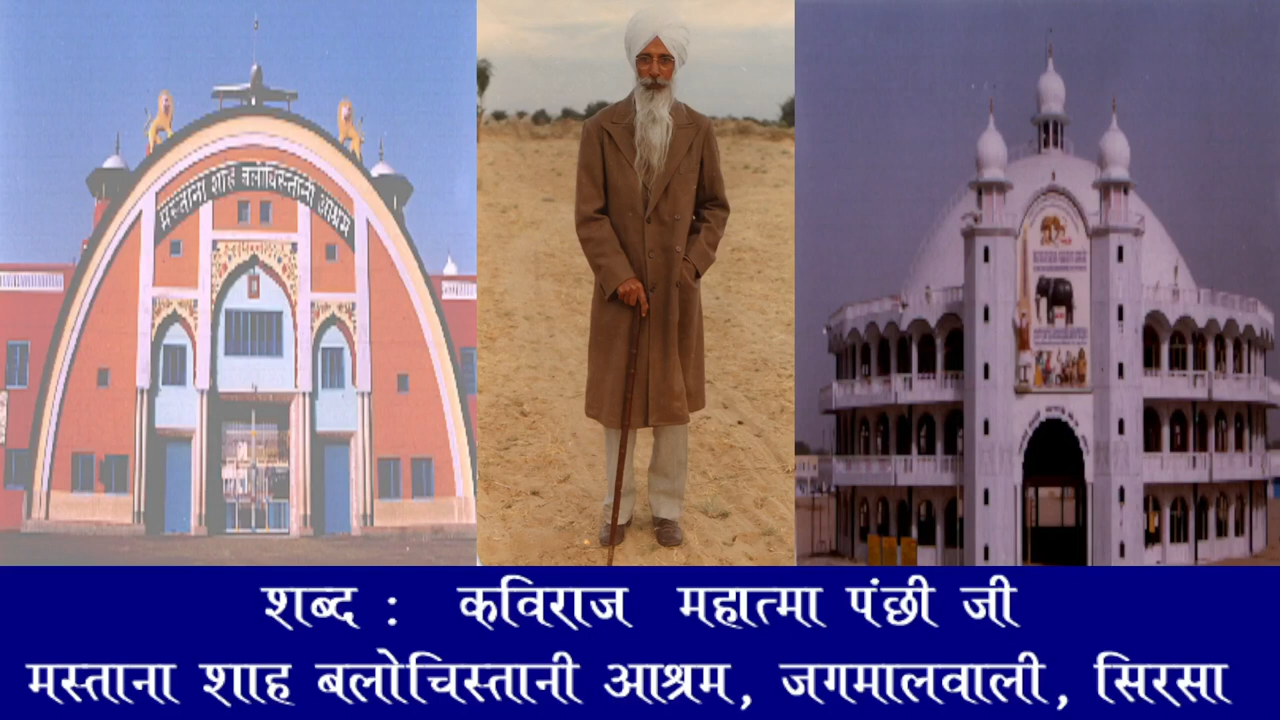 मस्ताना शाह बलोचिस्तानी आश्रम
शब्द : कविराज महात्मा पंछी जी
मस्ताना शाह बलोचिस्तानी आश्रम, जगमालवाली, सिरसा